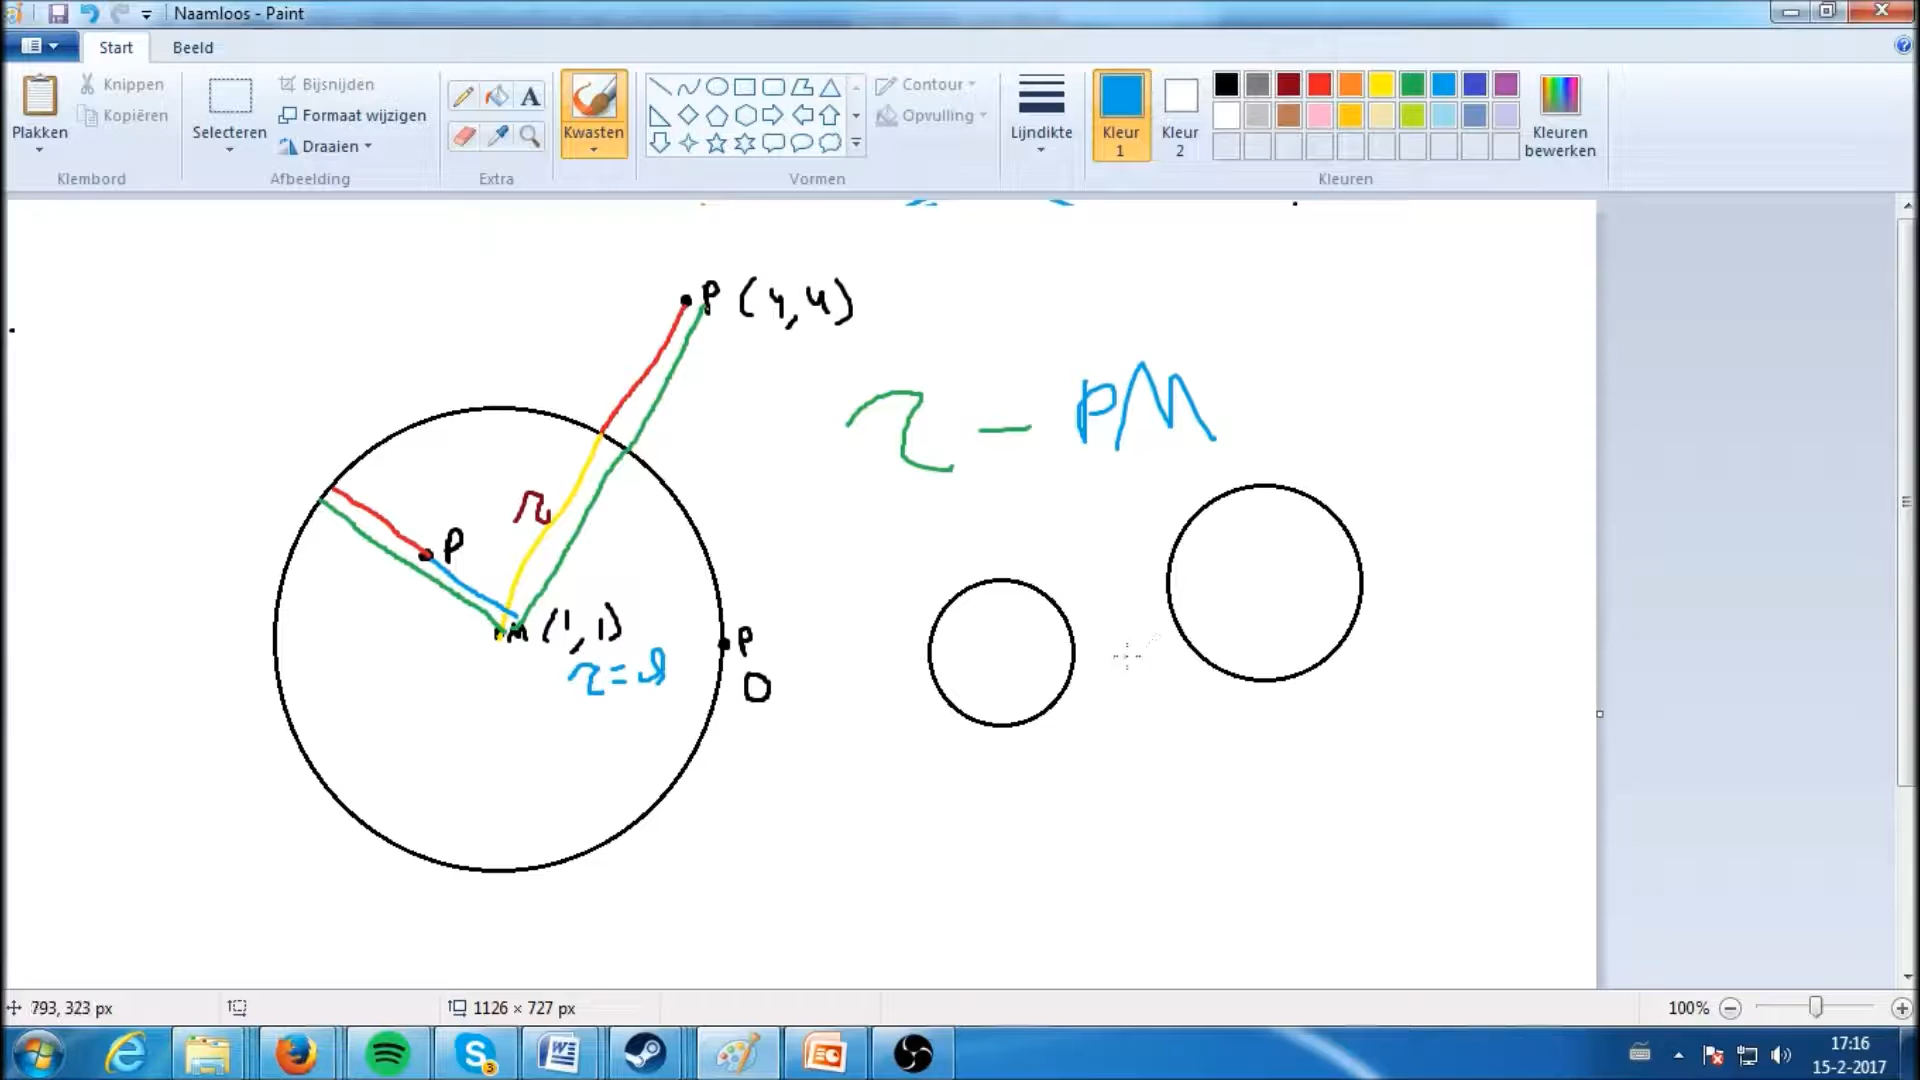 Naamloos - Paint
Start Beeld
Plakken
Knippen
Kopiëren
Klembord
Selecteren
Bijsnijden
Formaat wijzigen
Draaien
Afbeelding
A
Extra
Kwasten
Contour
Opvulling
Vormen
Lijndikte
Kleur 1
Kleur 2
Kleuren bewerken
Kleuren
P (4,4)
r - PM
r
P
M (1,1)
P
0
793, 323 px
1126 × 727 px
100%
3
17:16
15-2-2017